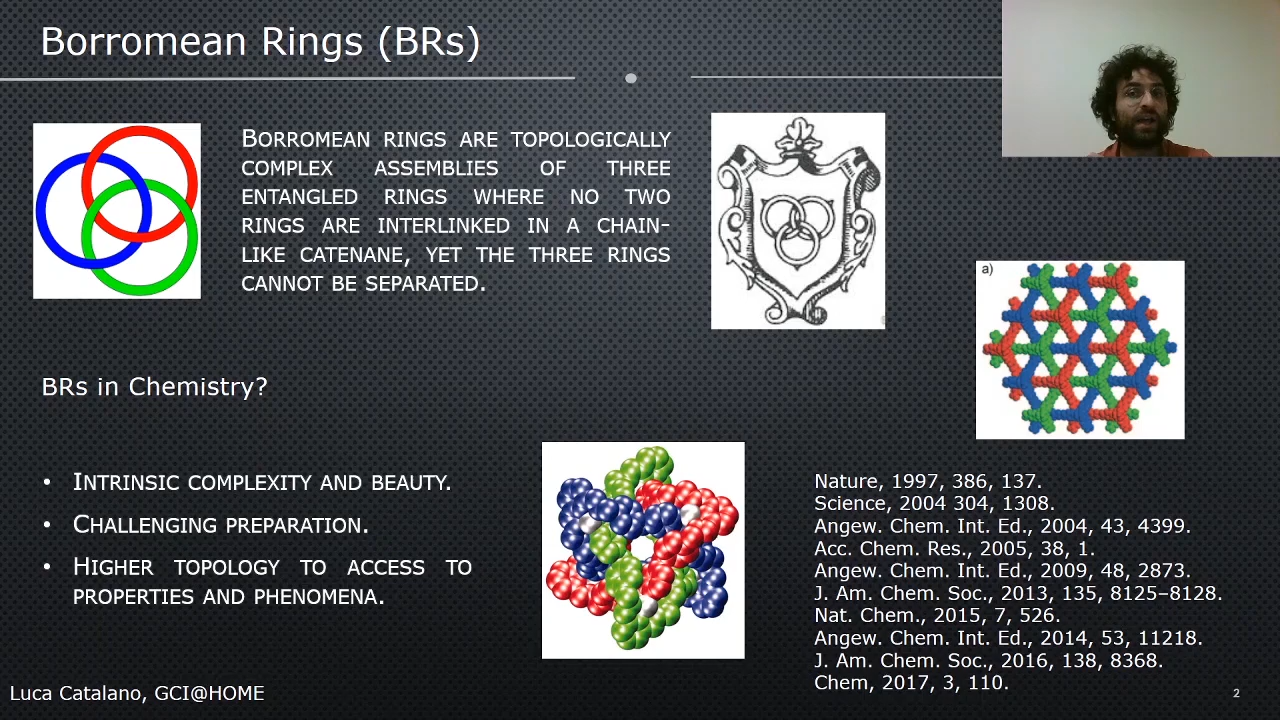 Borromean Rings (BRs)
BORROMEAN RINGS ARE TOPOLOGICALLY
COMPLEX ASSEMBLIES OF THREE
ENTANGLED RINGS WHERE NO TWO
RINGS ARE INTERLINKED IN A CHAIN-
LIKE CATENANE, YET THE THREE RINGS
CANNOT BE SEPARATED.
a)
BRs in Chemistry?
• INTRINSIC COMPLEXITY AND BEAUTY.
• CHALLENGING PREPARATION.
• HIGHER TOPOLOGY TO ACCESS TO
PROPERTIES AND PHENOMENA.
Nature, 1997, 386, 137.
Science, 2004 304, 1308.
Angew. Chem. Int. Ed., 2004, 43, 4399.
Acc. Chem. Res., 2005, 38, 1.
Angew. Chem. Int. Ed., 2009, 48, 2873.
J. Am. Chem. Soc., 2013, 135, 8125–8128.
Nat. Chem., 2015, 7, 526.
Angew. Chem. Int. Ed., 2014, 53, 11218.
J. Am. Chem. Soc., 2016, 138, 8368.
Chem, 2017, 3, 110.
Luca Catalano, GCI@HOME
2